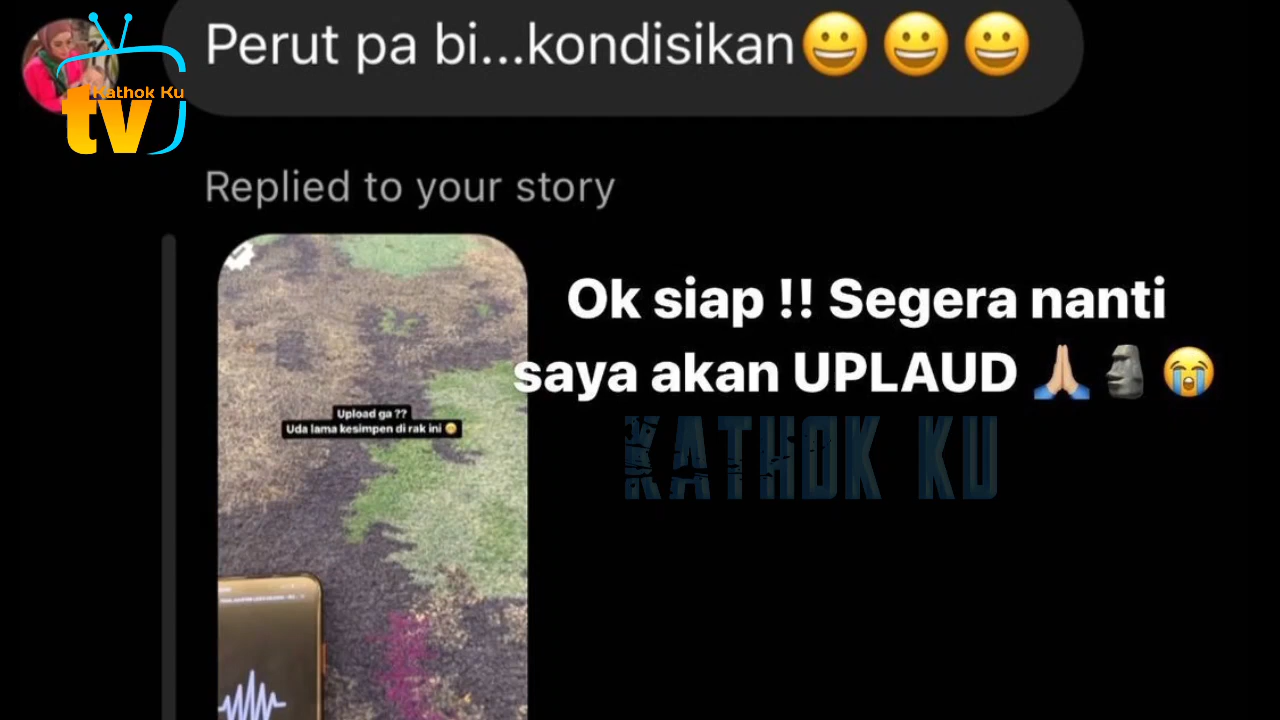 Perut pa bi...kondisikan😀😀😀
Kathok Ku
tv
Replied to your story
Ok siap !! Segera nanti
saya akan UPLAUD 🙏🏼🗿😭
Upload ga ??
Uda lama kesimpen di rak ini
KATHOK KU